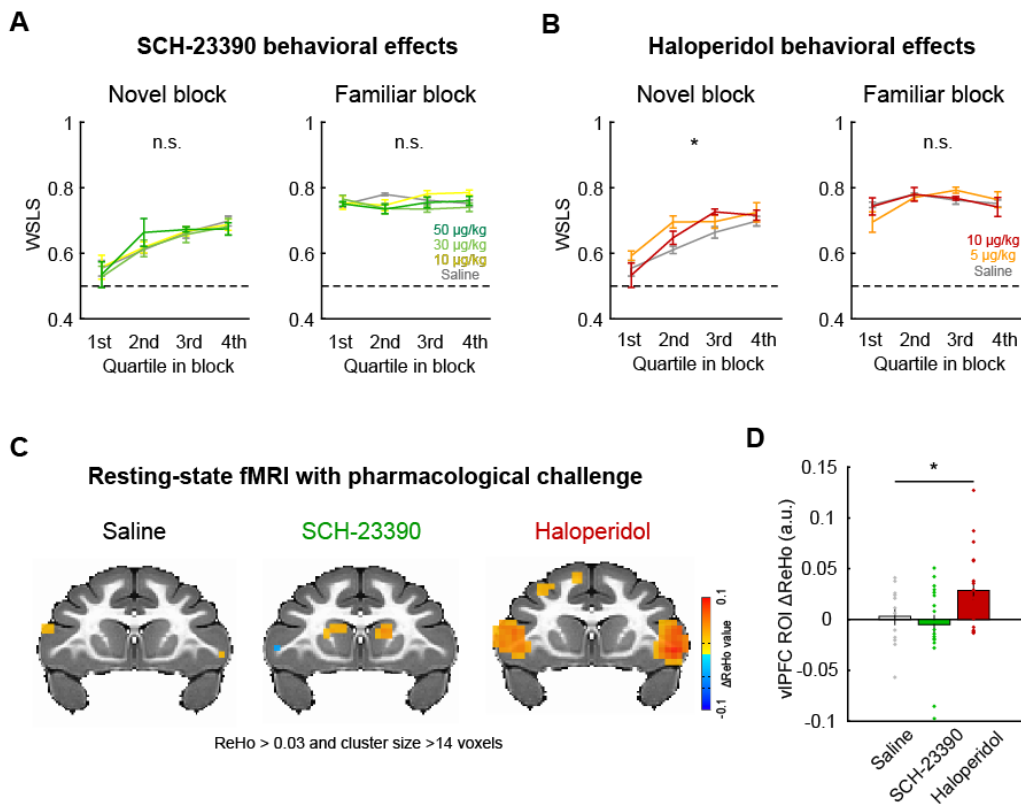 A
SCH-23390 behavioral effects
Novel block
Familiar block
1
0.8
0.6
0.4
WSLS
n.s.
1st 2nd 3rd 4th
Quartile in block
1
0.8
0.6
0.4
n.s.
50 µg/kg
30 µg/kg
10 µg/kg
Saline
1st 2nd 3rd 4th
Quartile in block
B
Haloperidol behavioral effects
Novel block
Familiar block
1
0.8
0.6
0.4
WSLS
*
1st 2nd 3rd 4th
Quartile in block
1
0.8
0.6
0.4
n.s.
10 µg/kg
5 µg/kg
Saline
1st 2nd 3rd 4th
Quartile in block
C
Resting-state fMRI with pharmacological challenge
Saline
SCH-23390
Haloperidol
0.1
-0.1
ΔReHo value
ReHo > 0.03 and cluster size >14 voxels
D
vlPFC ROI ΔReHo (a.u.)
0.15
0.1
0.05
0
-0.05
-0.1
*
Saline
SCH-23390
Haloperidol